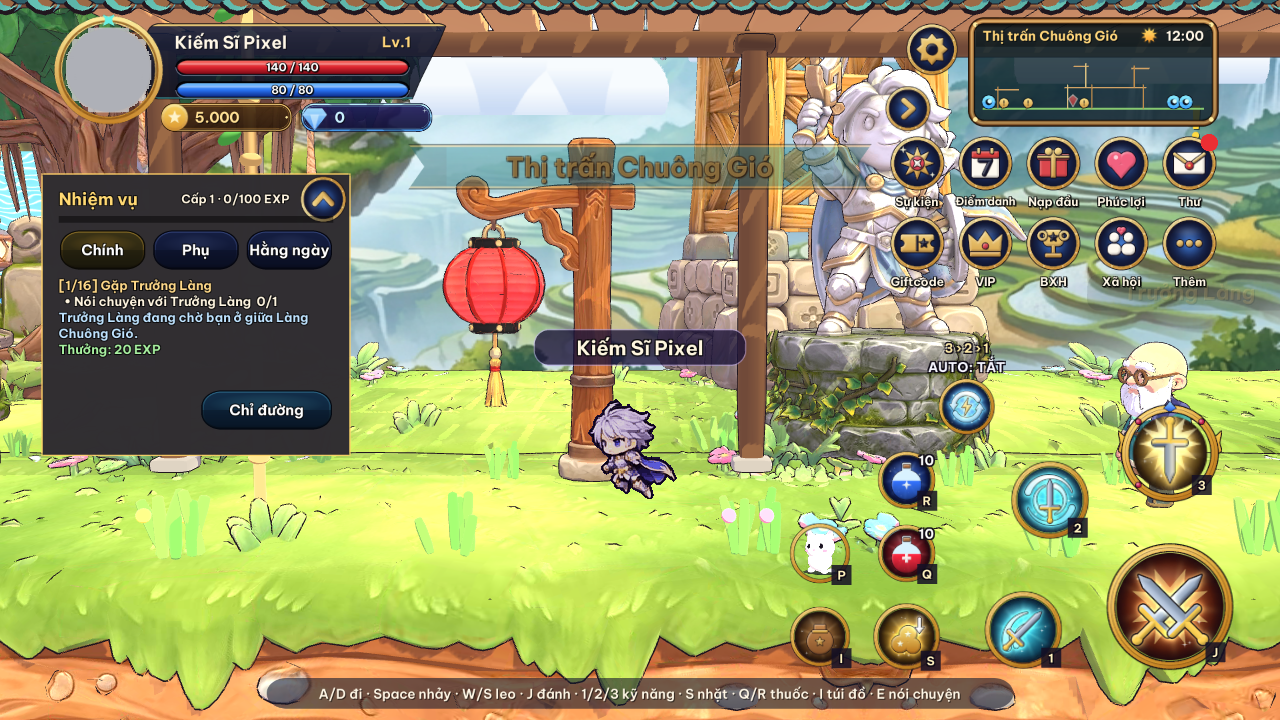 Kiếm Sĩ Pixel
Lv.1
140 / 140
80 / 80
5.000
0
Thị trấn Chuông Gió
12:00
Thị trấn Chuông Gió
Nhiệm vụ
Cấp 1 · 0/100 EXP
Chính
Phụ
Hằng ngày
[1/16] Gặp Trưởng Làng
• Nói chuyện với Trưởng Làng 0/1
Trưởng Làng đang chờ bạn ở giữa Làng
Chuông Gió.
Thưởng: 20 EXP
Chỉ đường
7
Sự kiện
Điểm danh
Nạp đầu
Phúc lợi
Thư
Giftcode
VIP
BXH
Xã hội
Thêm
Trưởng Làng
Kiếm Sĩ Pixel
3›2›1
AUTO: TẮT
10
R
3
2
10
Q
P
I
S
1
J
A/D đi · Space nhảy · W/S leo · J đánh · 1/2/3 kỹ năng · S nhặt · Q/R thuốc · I túi đồ · E nói chuyện